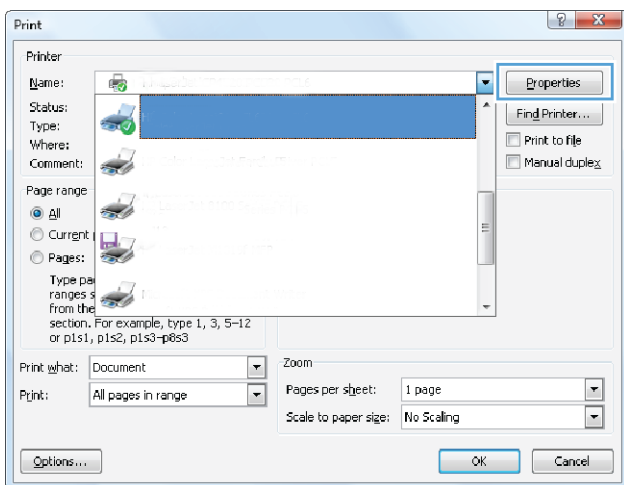 Print
Printer
Name:
Properties
Status:
Find Printer...
Type:
Where:
Print to file
Comment:
Manual duplex
Page range
All
Current
Pages:
Type
ranges
from the
section. For example, type 1, 3, 5–12
or p1s1, p1s2, p1s3–p8s3
Print what: Document
Print: All pages in range
Zoom
Pages per sheet: 1 page
Scale to paper size: No Scaling
Options...
OK
Cancel